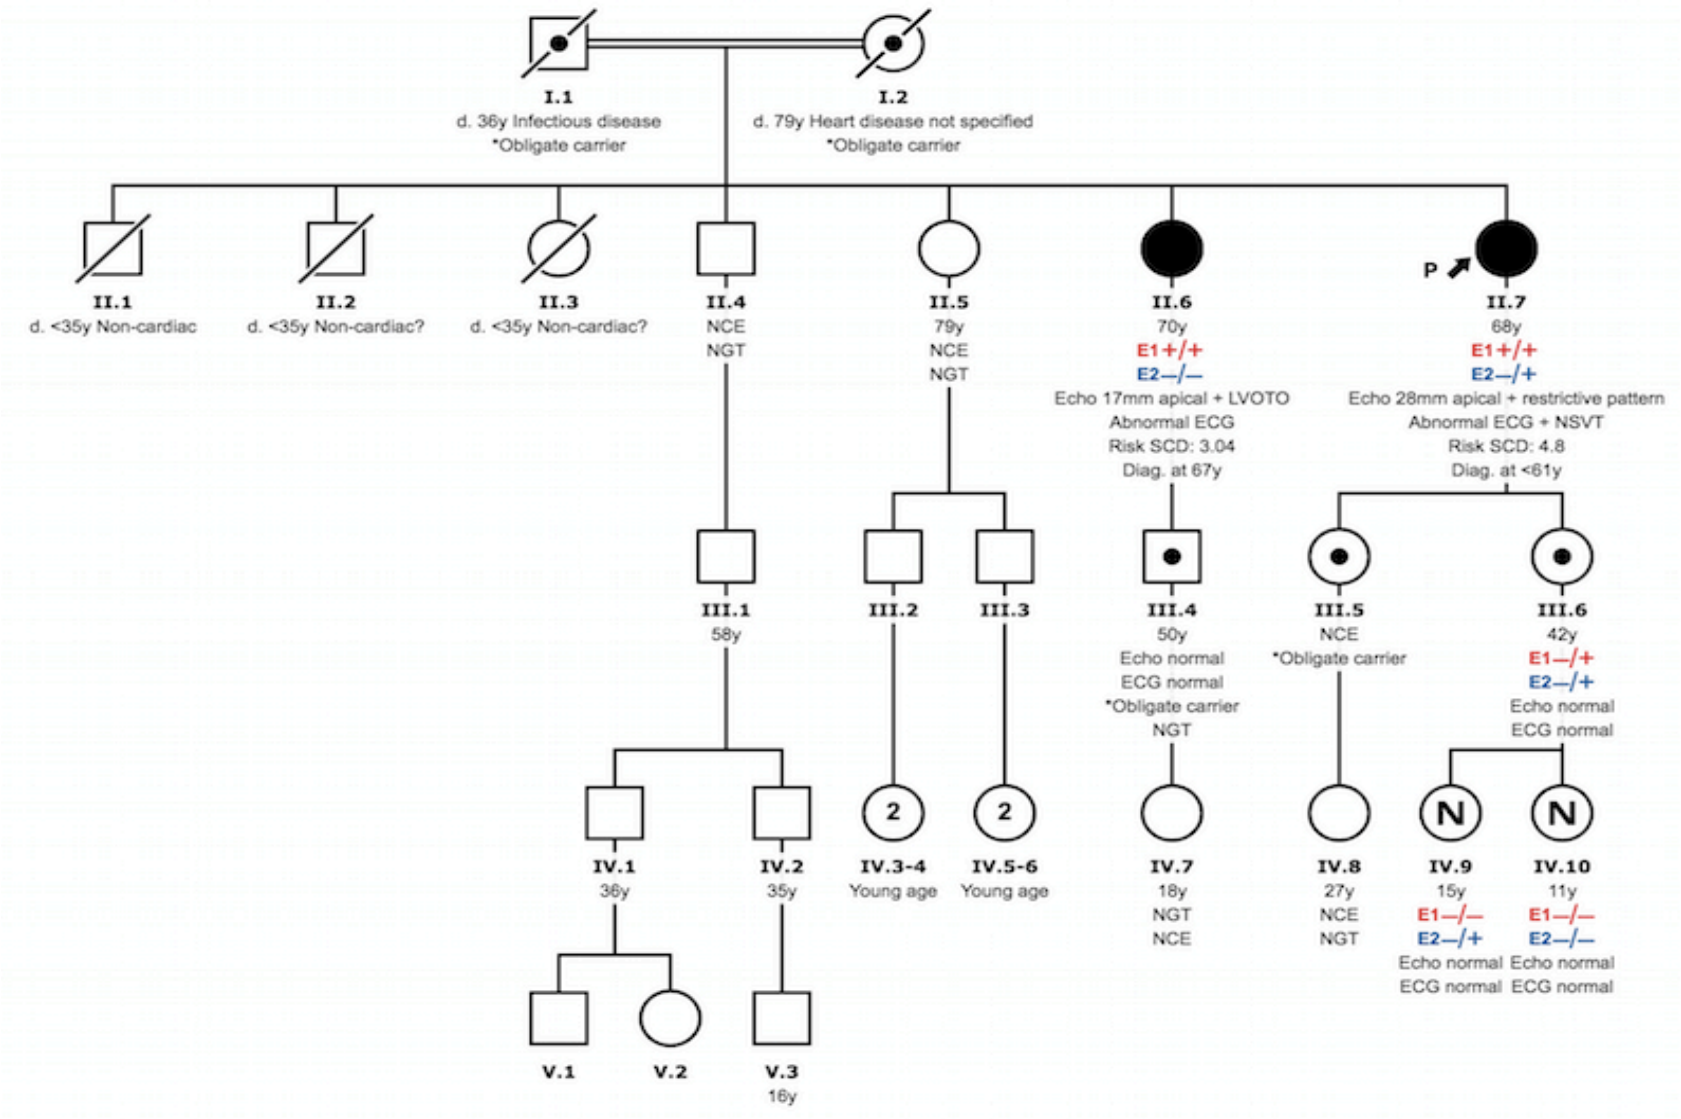 I.1
d. 36y Infectious disease
*Obligate carrier
I.2
d. 79y Heart disease not specified
*Obligate carrier
II.1
d. <35y Non-cardiac
II.2
d. <35y Non-cardiac?
II.3
d. <35y Non-cardiac?
II.4
NCE
NGT
II.5
79y
NCE
NGT
II.6
70y
E1+/+
E2—/—
Echo 17mm apical + LVOTO
Abnormal ECG
Risk SCD: 3.04
Diag. at 67y
P
II.7
68y
E1+/+
E2—/+
Echo 28mm apical + restrictive pattern
Abnormal ECG + NSVT
Risk SCD: 4.8
Diag. at <61y
III.1
58y
III.2
III.3
III.4
50y
Echo normal
ECG normal
*Obligate carrier
NGT
III.5
NCE
*Obligate carrier
III.6
42y
E1—/+
E2—/+
Echo normal
ECG normal
IV.1
36y
IV.2
35y
2
IV.3-4
Young age
2
IV.5-6
Young age
IV.7
18y
NGT
NCE
IV.8
27y
NCE
NGT
N
IV.9
15y
E1—/—
E2—/+
Echo normal
ECG normal
N
IV.10
11y
E1—/—
E2—/—
Echo normal
ECG normal
V.1
V.2
V.3
16y